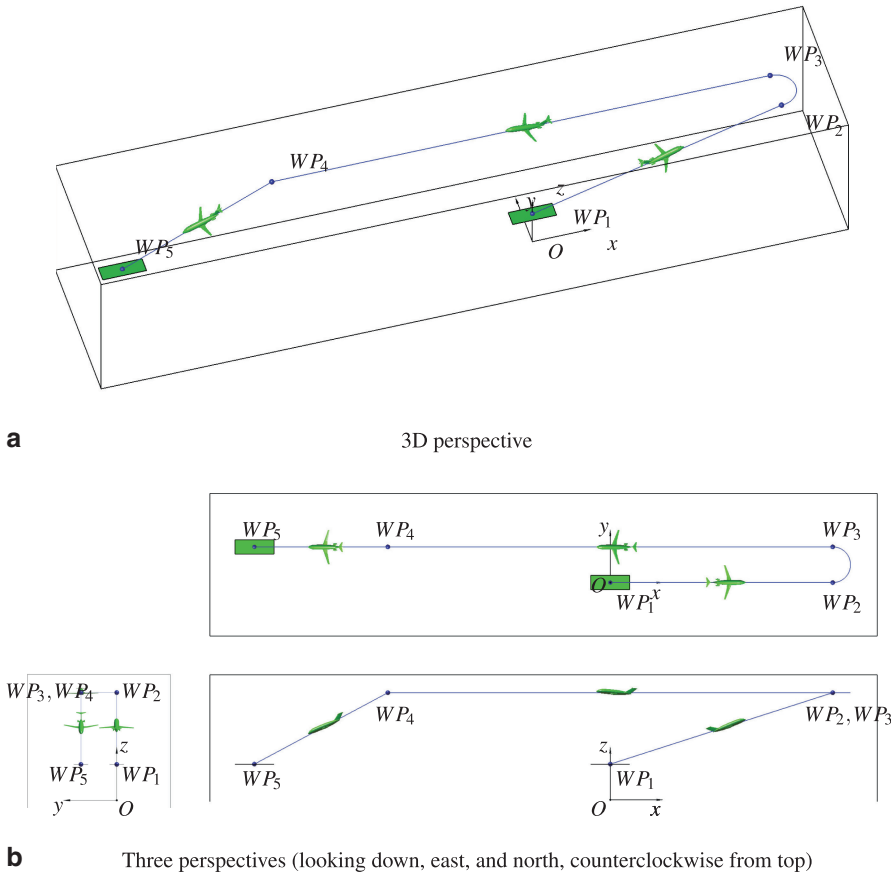 WP3
WP2
WP4
y
z
WP1
O
x
WP5
a
3D perspective
WP5
WP4
y
WP3
O
WP1
x
WP2
WP3, WP4
WP2
z
WP5
WP1
y
O
WP4
WP2, WP3
z
WP5
WP1
O
x
b
Three perspectives (looking down, east, and north, counterclockwise from top)